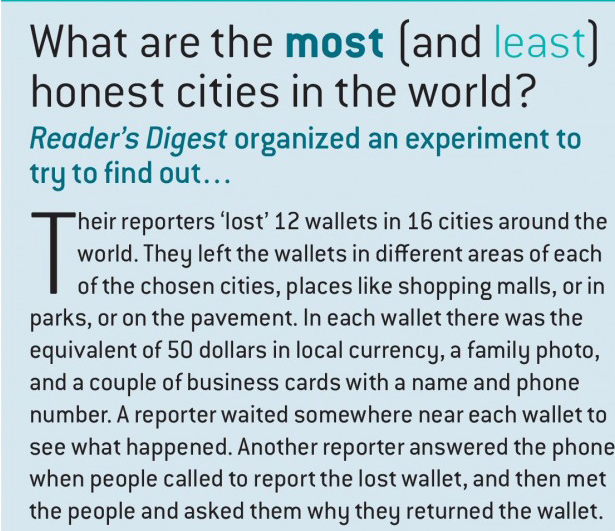 What are the most (and least)
honest cities in the world?
Reader's Digest organized an experiment to
try to find out...
Their reporters ‘lost’ 12 wallets in 16 cities around the
world. They left the wallets in different areas of each
of the chosen cities, places like shopping malls, or in
parks, or on the pavement. In each wallet there was the
equivalent of 50 dollars in local currency, a family photo,
and a couple of business cards with a name and phone
number. A reporter waited somewhere near each wallet to
see what happened. Another reporter answered the phone
when people called to report the lost wallet, and then met
the people and asked them why they returned the wallet.